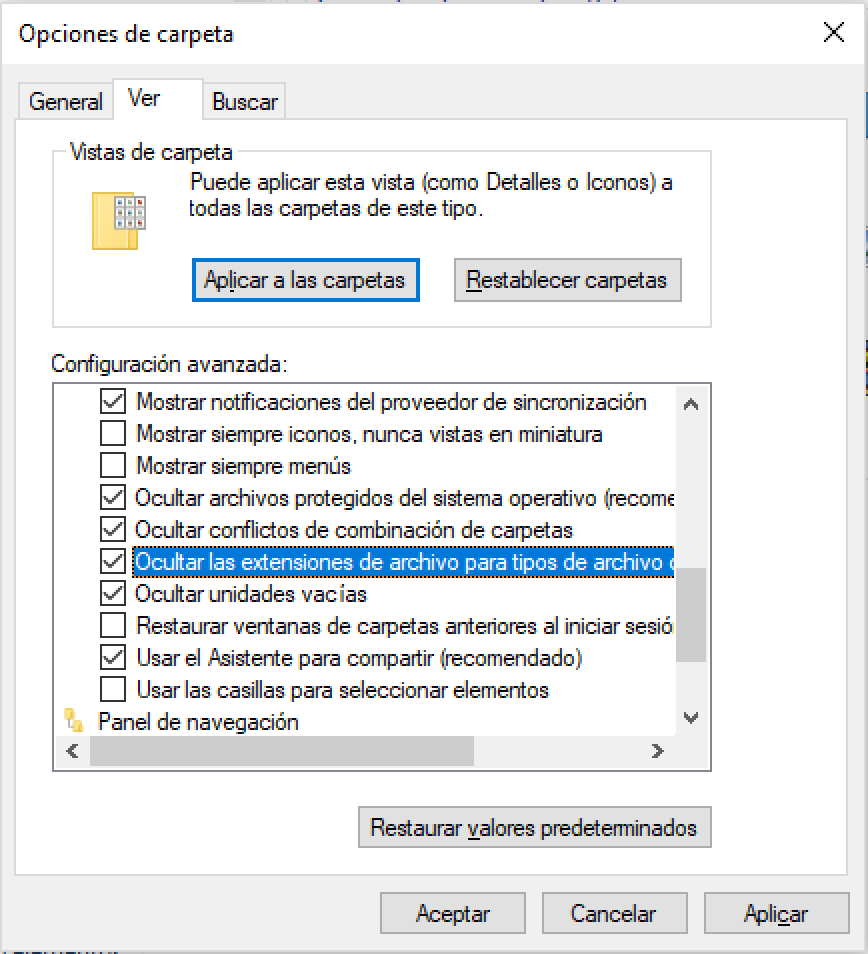 Opciones de carpeta
General Ver Buscar
Vistas de carpeta
Puede aplicar esta vista (como Detalles o Iconos) a
todas las carpetas de este tipo.
Aplicar a las carpetas Restablecer carpetas
Configuración avanzada:
Mostrar notificaciones del proveedor de sincronización
Mostrar siempre iconos, nunca vistas en miniatura
Mostrar siempre menús
Ocultar archivos protegidos del sistema operativo (recome
Ocultar conflictos de combinación de carpetas
Ocultar las extensiones de archivo para tipos de archivo
Ocultar unidades vacías
Restaurar ventanas de carpetas anteriores al iniciar sesió
Usar el Asistente para compartir (recomendado)
Usar las casillas para seleccionar elementos
Panel de navegación
Restaurar valores predeterminados
Aceptar Cancelar Aplicar